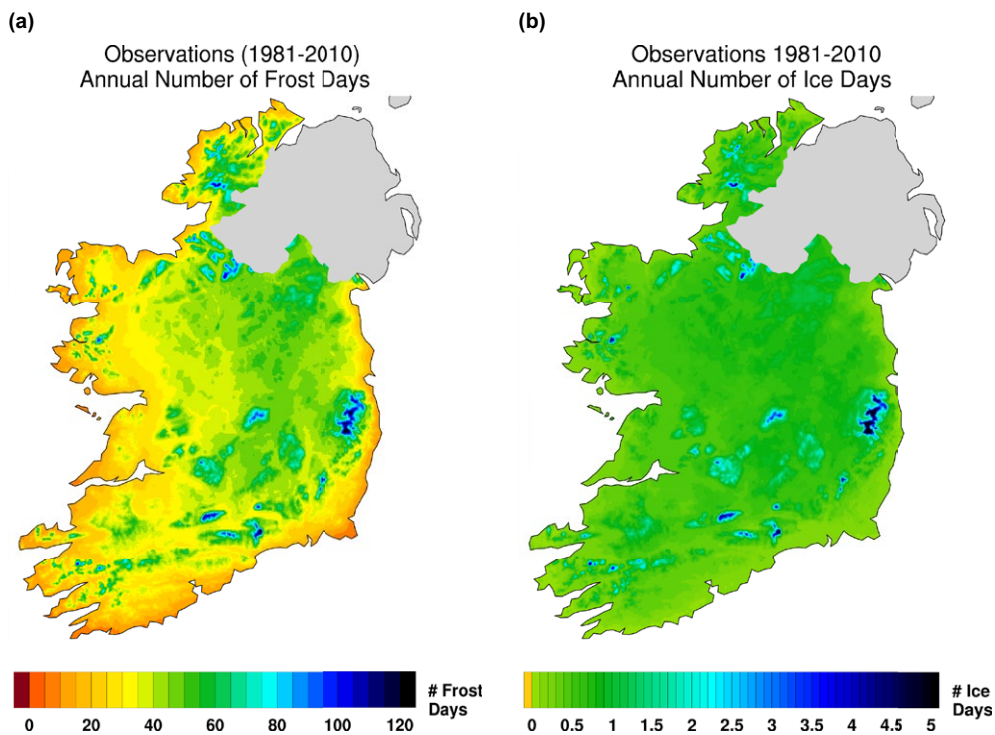 (a)
Observations (1981-2010)
Annual Number of Frost Days
# Frost
Days
0 20 40 60 80 100 120
(b)
Observations 1981-2010
Annual Number of Ice Days
# Ice
Days
0 0.5 1 1.5 2 2.5 3 3.5 4 4.5 5